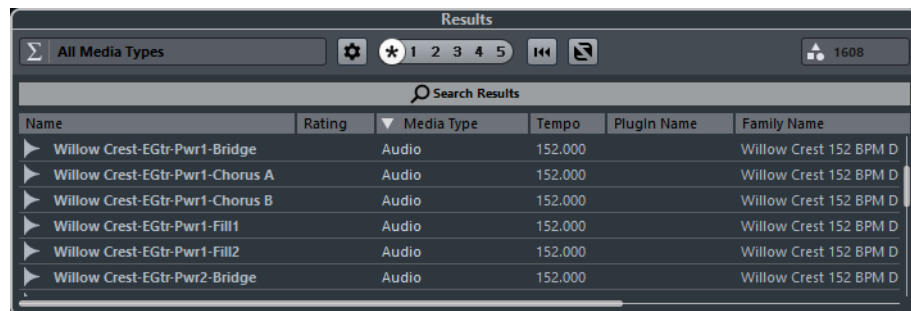 Results
All Media Types * 1 2 3 4 5 1608
Search Results
Name Rating Media Type Tempo PlugIn Name Family Name
Willow Crest-EGtr-Pwr1-Bridge Audio 152.000 Willow Crest 152 BPM D
Willow Crest-EGtr-Pwr1-Chorus A Audio 152.000 Willow Crest 152 BPM D
Willow Crest-EGtr-Pwr1-Chorus B Audio 152.000 Willow Crest 152 BPM D
Willow Crest-EGtr-Pwr1-Fill1 Audio 152.000 Willow Crest 152 BPM D
Willow Crest-EGtr-Pwr1-Fill2 Audio 152.000 Willow Crest 152 BPM D
Willow Crest-EGtr-Pwr2-Bridge Audio 152.000 Willow Crest 152 BPM D